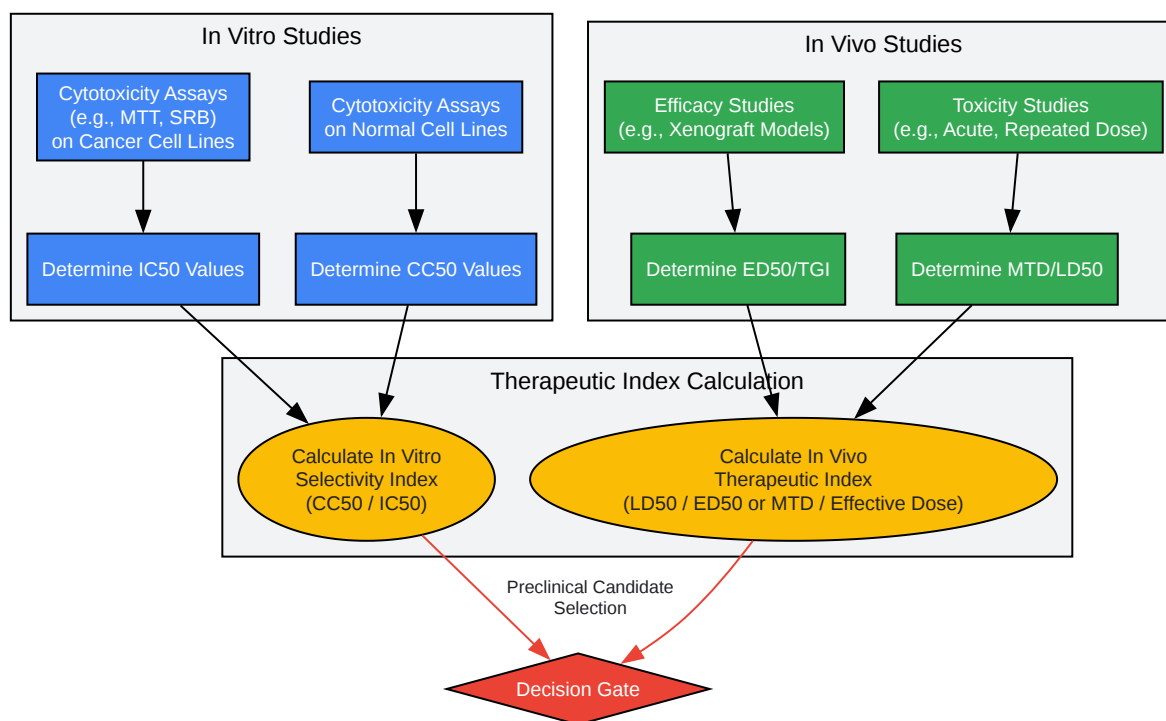 In Vitro Studies
Cytotoxicity Assays
(e.g., MTT, SRB)
on Cancer Cell Lines
Cytotoxicity Assays
on Normal Cell Lines
Determine IC50 Values
Determine CC50 Values
In Vivo Studies
Efficacy Studies
(e.g., Xenograft Models)
Toxicity Studies
(e.g., Acute, Repeated Dose)
Determine ED50/TGI
Determine MTD/LD50
Therapeutic Index Calculation
Calculate In Vitro
Selectivity Index
(CC50 / IC50)
Calculate In Vivo
Therapeutic Index
(LD50 / ED50 or MTD / Effective Dose)
Preclinical Candidate
Selection
Decision Gate